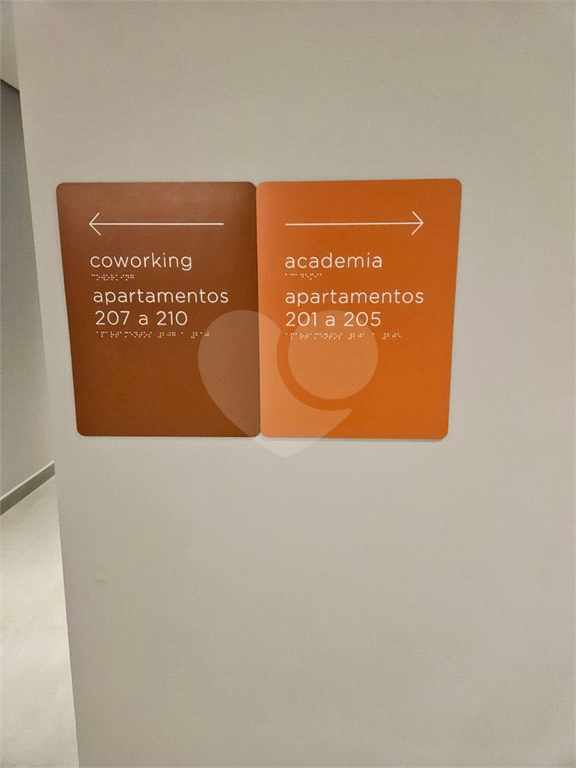 coworking
apartamentos
207 a 210
academia
apartamentos
201 a 205